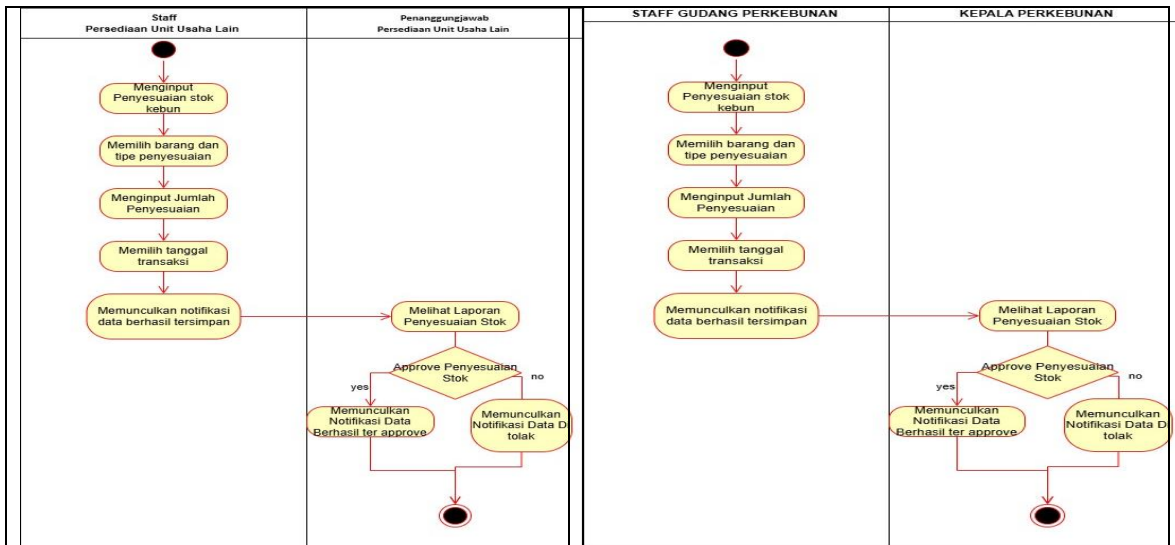 Staff
Persediaan Unit Usaha Lain
Penanggungjawab
Persediaan Unit Usaha Lain
Menginput
Penyesuaian stok
kebun
Memilih barang dan
tipe penyesuaian
Menginput Jumlah
Penyesuaian
Memilih tanggal
transaksi
Memunculkan notifikasi
data berhasil tersimpan
Melihat Laporan
Penyesuaian Stok
Approve Penyesuaian
Stok
yes
no
Memunculkan
Notifikasi Data
Berhasil ter approve
Memunculkan
Notifikasi Data Di
tolak
STAFF GUDANG PERKEBUNAN
KEPALA PERKEBUNAN
Menginput
Penyesuaian stok
kebun
Memilih barang dan
tipe penyesuaian
Menginput Jumlah
Penyesuaian
Memilih tanggal
transaksi
Memunculkan notifikasi
data berhasil tersimpan
Melihat Laporan
Penyesuaian Stok
Approve Penyesuaian
Stok
yes
no
Memunculkan
Notifikasi Data
Berhasil ter approve
Memunculkan
Notifikasi Data Di
tolak